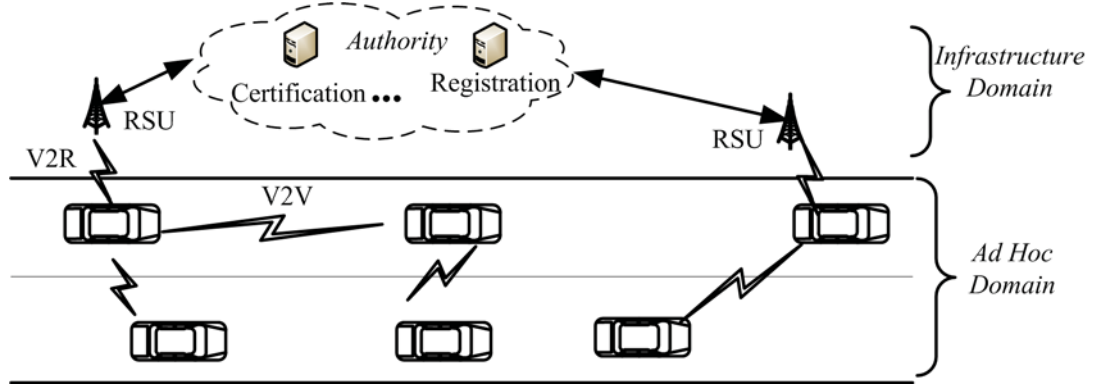 Authority
Certification ...
Registration
Infrastructure
Domain
RSU
RSU
V2R
V2V
Ad Hoc
Domain